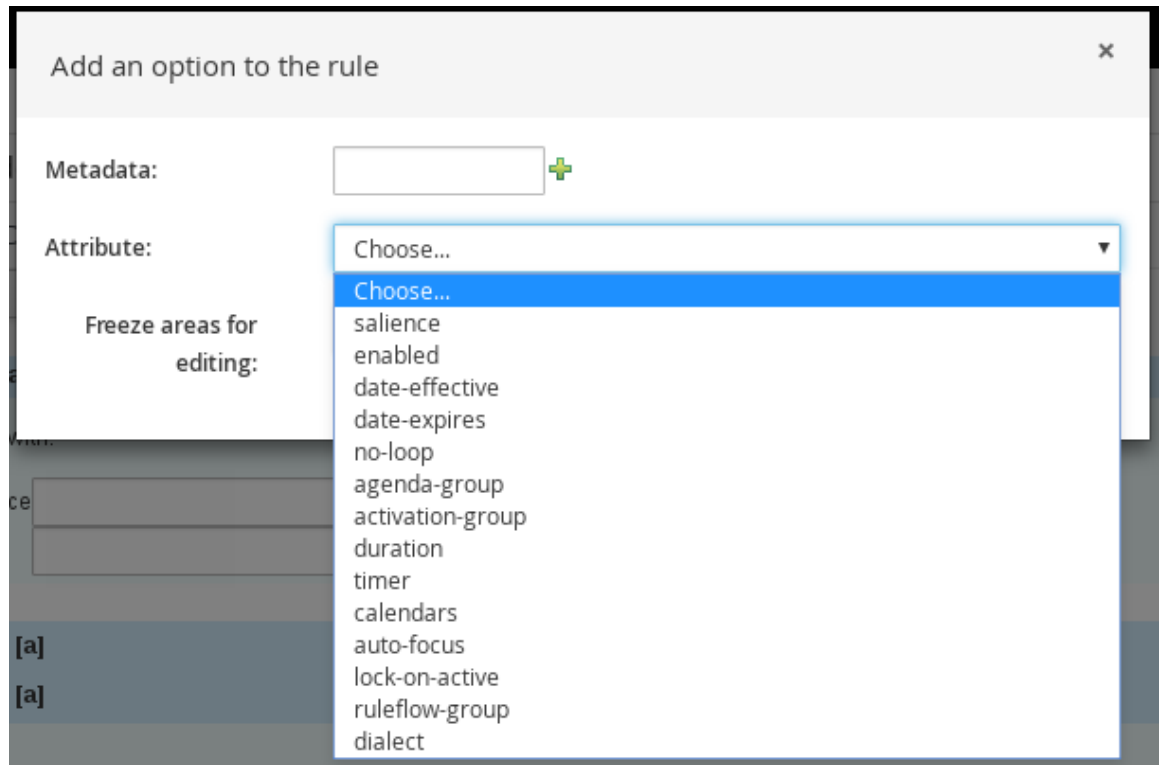 Add an option to the rule
×
Metadata:
Attribute:
Choose...
Choose...
salience
Freeze areas for
enabled
editing:
date-effective
date-expires
no-loop
agenda-group
ce
activation-group
duration
timer
calendars
[a]
auto-focus
lock-on-active
[a]
ruleflow-group
dialect